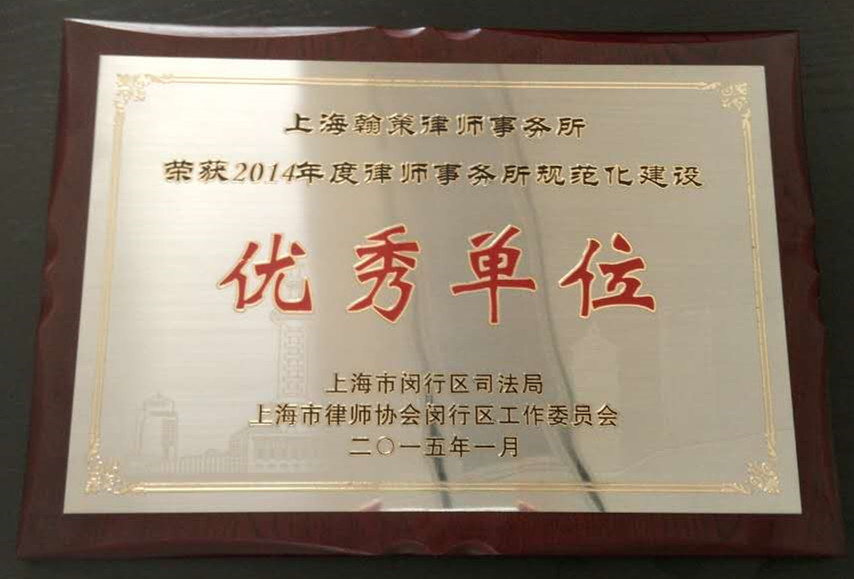 上海翰策律师事务所
荣获2014年度律师事务所规范化建设
优秀单位
上海市闵行区司法局
上海市律师协会闵行区工作委员会
二〇一五年一月